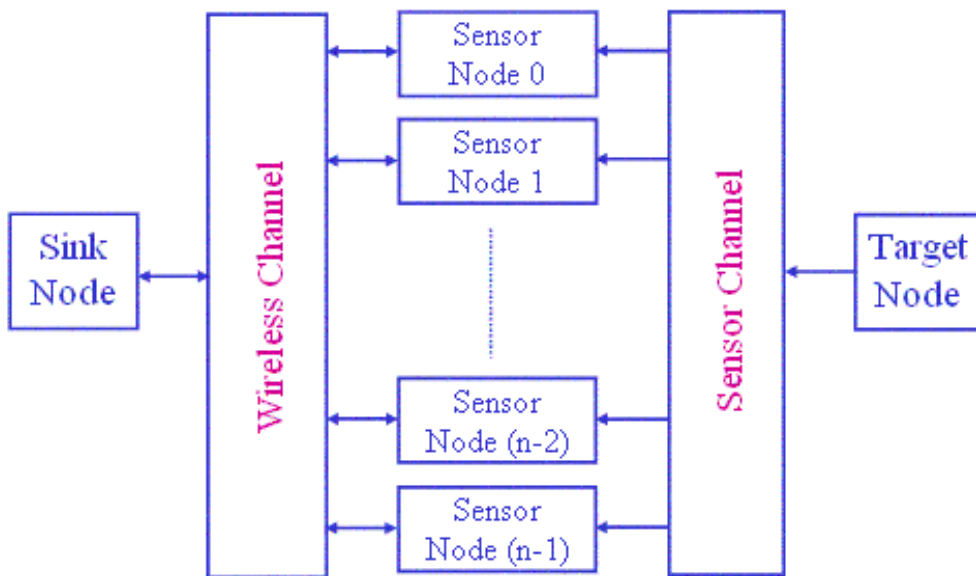 Sink
Node
Wireless Channel
Sensor
Node 0
Sensor
Node 1
Sensor
Node (n-2)
Sensor
Node (n-1)
Sensor Channel
Target
Node